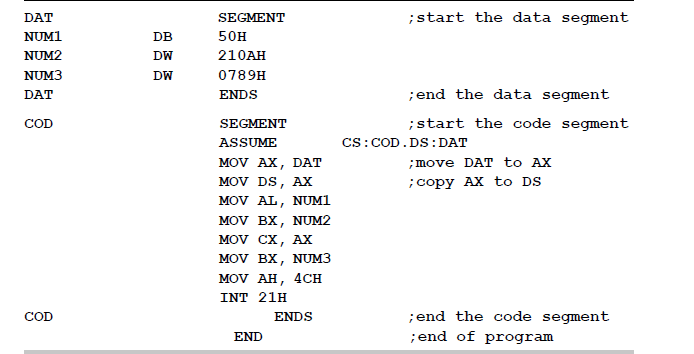 DAT SEGMENT ;start the data segment
NUM1 DB 50H
NUM2 DW 210AH
NUM3 DW 0789H
DAT ENDS ;end the data segment
COD SEGMENT ;start the code segment
ASSUME CS:COD.DS:DAT
MOV AX, DAT ;move DAT to AX
MOV DS, AX ;copy AX to DS
MOV AL, NUM1
MOV BX, NUM2
MOV CX, AX
MOV BX, NUM3
MOV AH, 4CH
INT 21H
COD ENDS ;end the code segment
END ;end of program